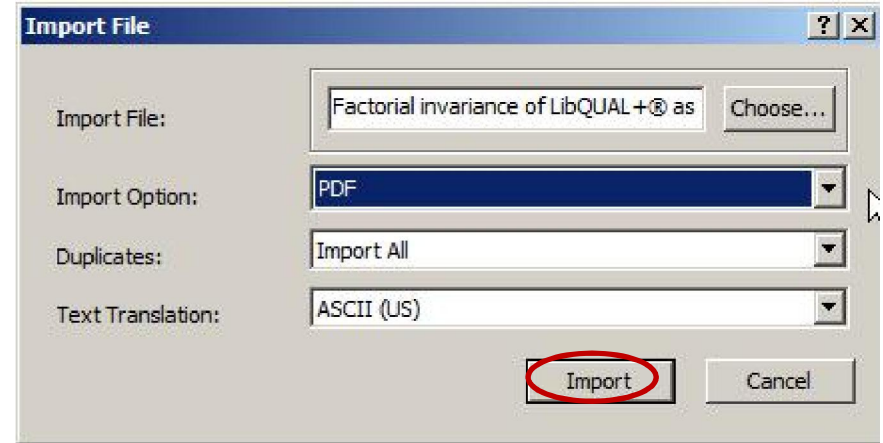 Import File
Import File: Factorial invariance of LibQUAL+® as Choose...
Import Option: PDF
Duplicates: Import All
Text Translation: ASCII (US)
Import Cancel